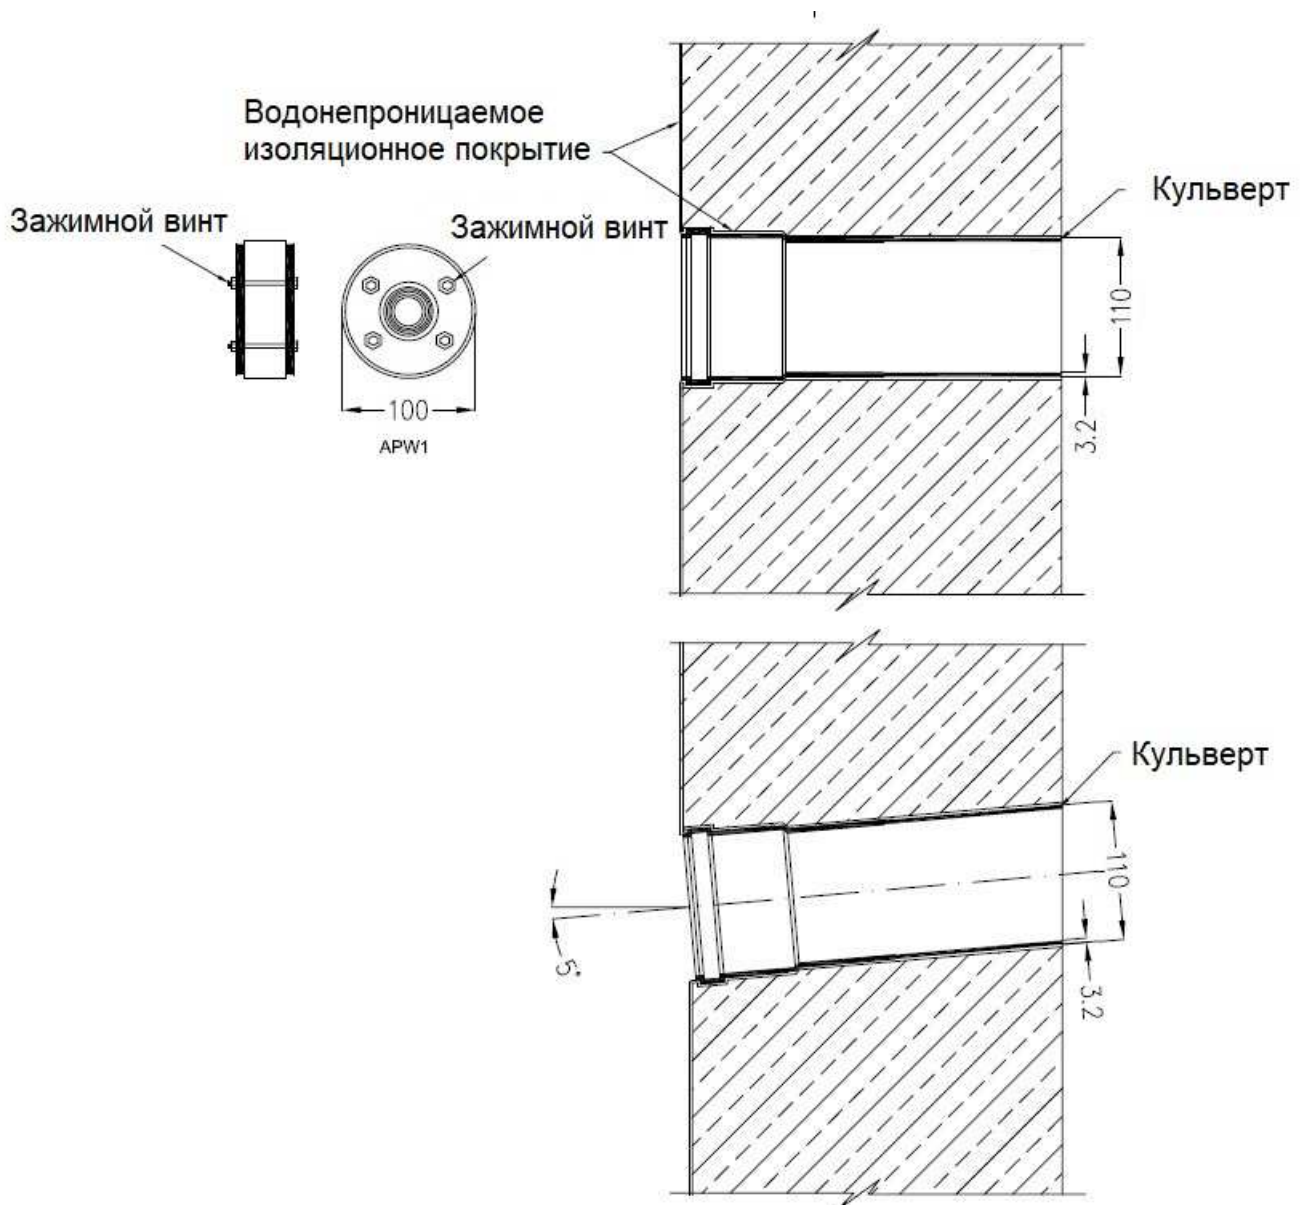 Водонепроницаемое
изоляционное покрытие
Кульверт
Зажимной винт
Зажимной винт
110
100
APW1
3.2
Кульверт
110
5°
3.2